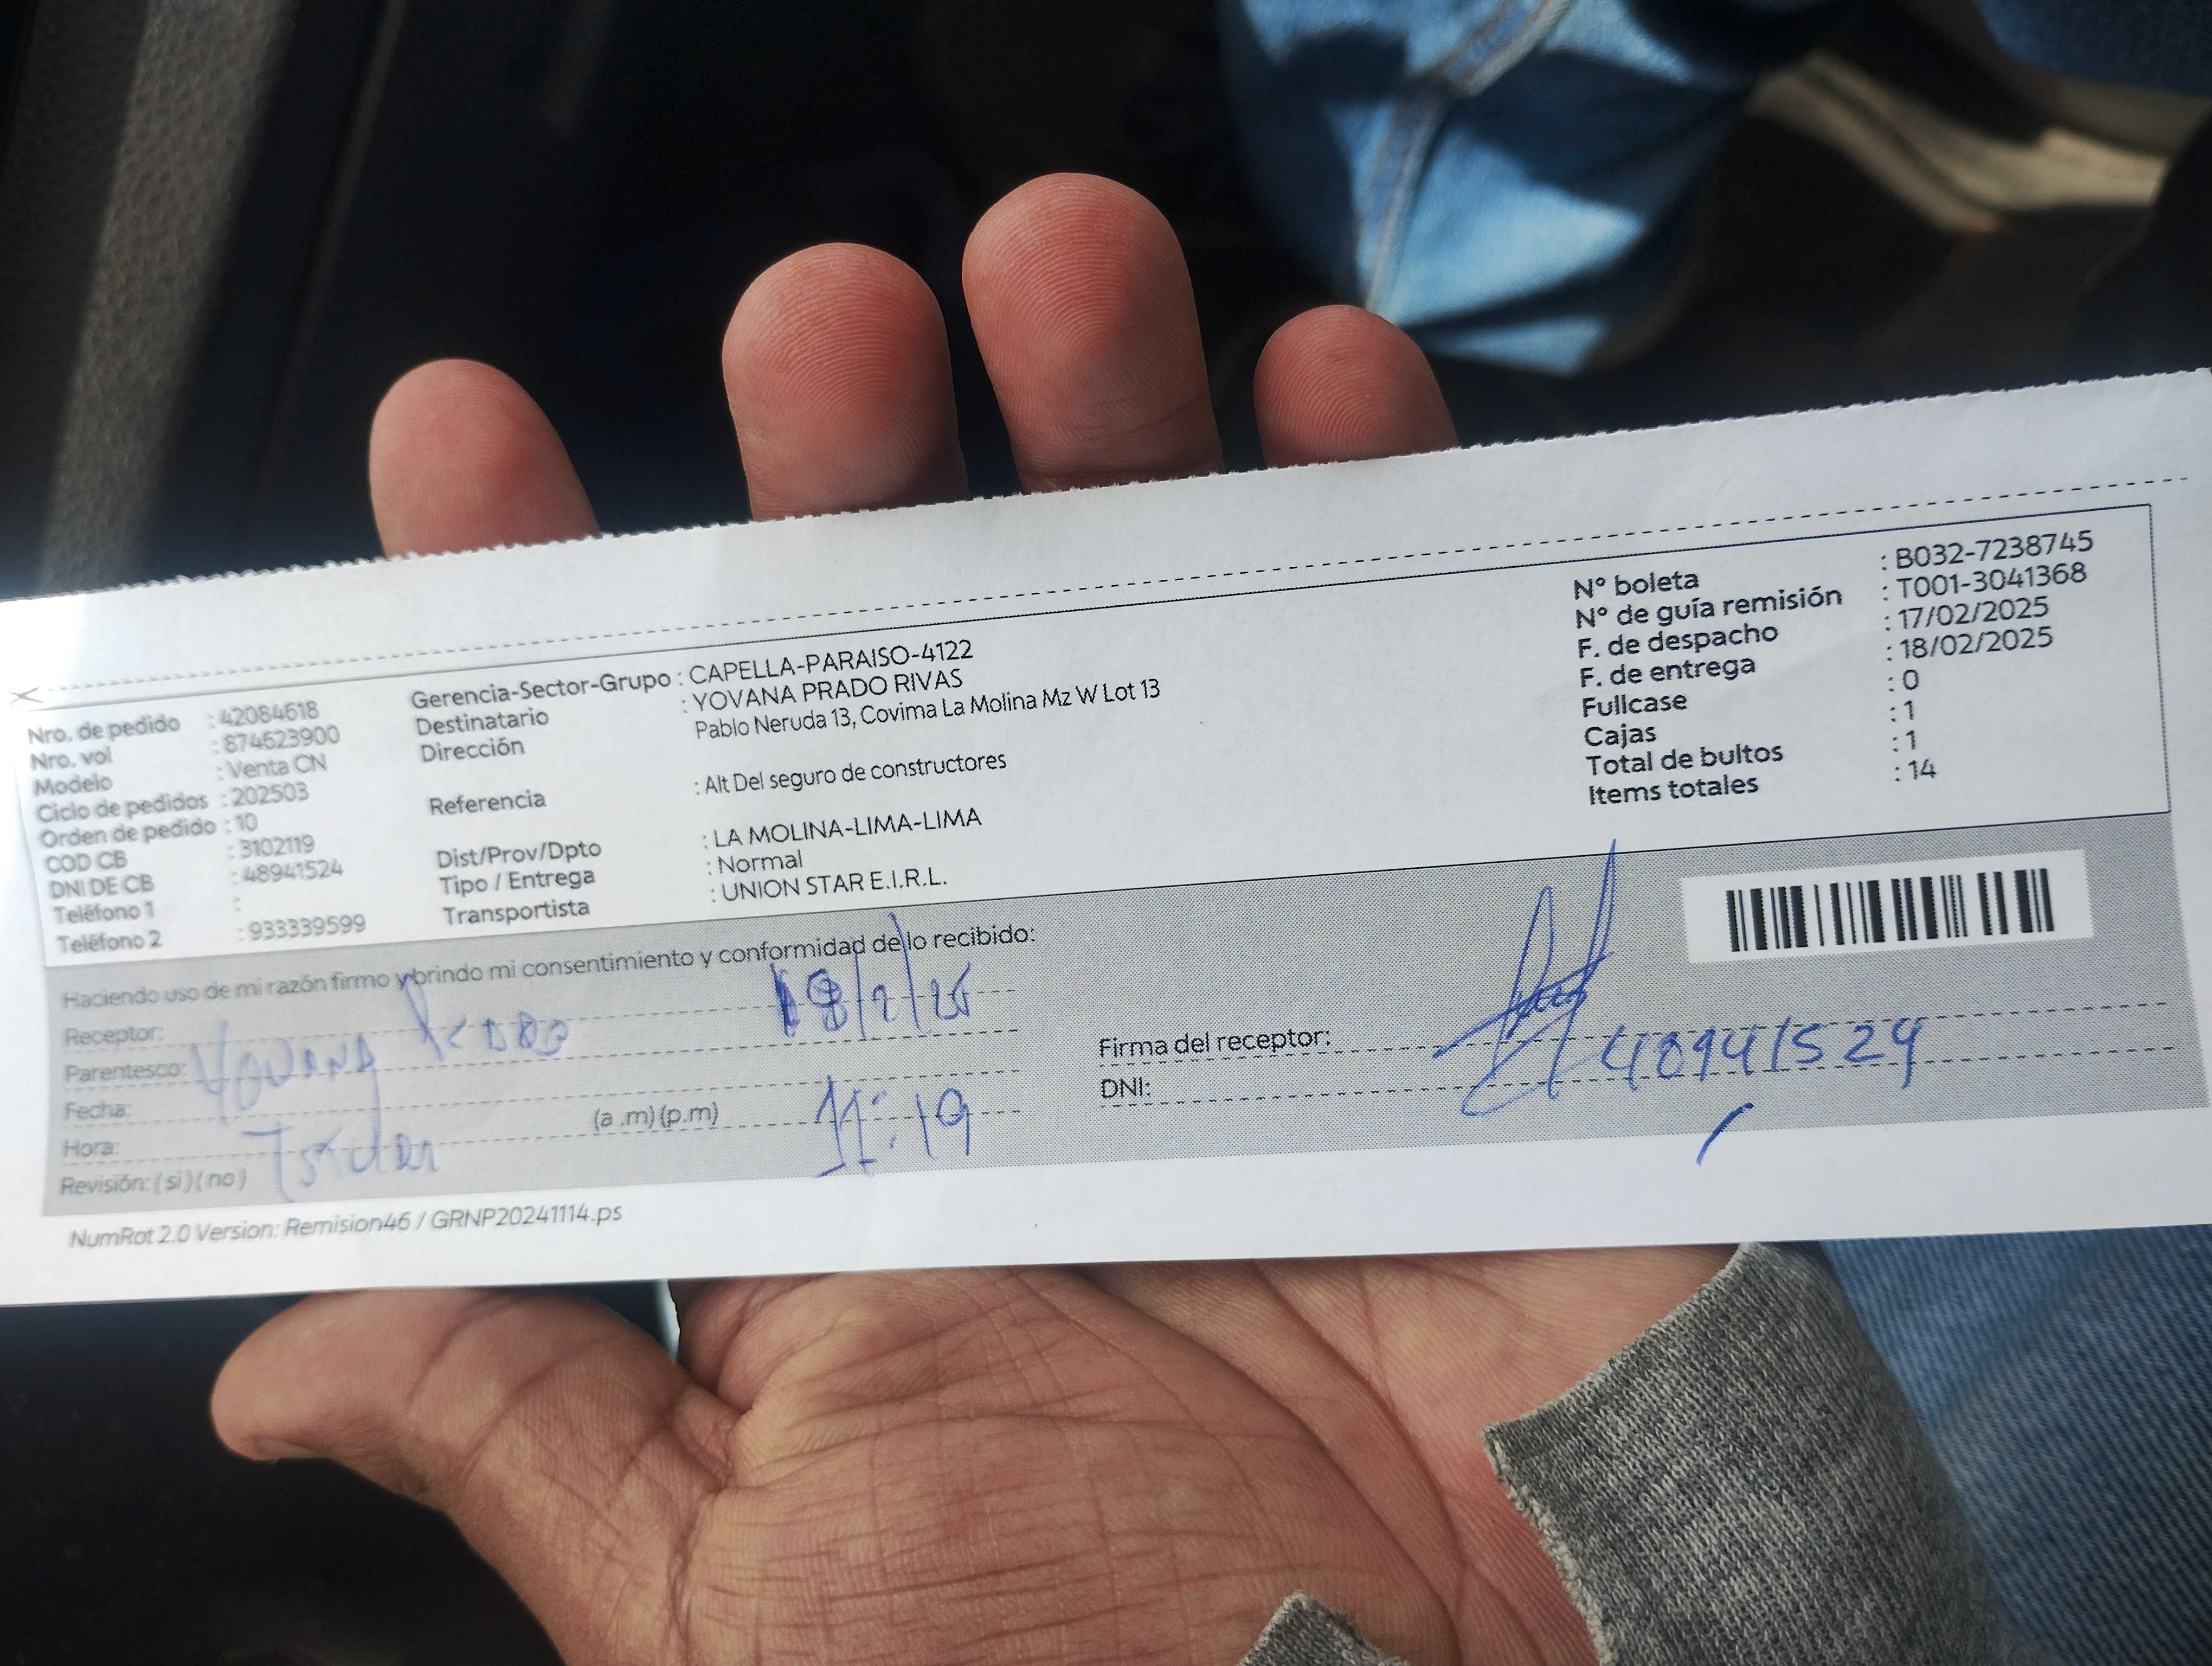 Nro. de pedido : 42084618
Nro. vol : 874623900
Modelo : Venta CN
Ciclo de pedidos : 202503
Orden de pedido : 10
COD CB : 3102119
DNI DE CB : 48941524
Teléfono 1 :
Teléfono 2 : 933339599
Gerencia-Sector-Grupo : CAPELLA-PARAISO-4122
Destinatario : YOVANA PRADO RIVAS
Dirección Pablo Neruda 13, Covima La Molina Mz W Lot 13
Referencia : Alt Del seguro de constructores
Dist/Prov/Dpto : LA MOLINA-LIMA-LIMA
Tipo / Entrega : Normal
Transportista : UNION STAR E.I.R.L.
N° boleta : B032-7238745
N° de guía remisión : T001-3041368
F. de despacho : 17/02/2025
F. de entrega : 18/02/2025
Fullcase : 0
Cajas : 1
Total de bultos : 1
Items totales : 14
Haciendo uso de mi razón firmo y brindo mi consentimiento y conformidad de lo recibido:
Receptor: 18/2/25
Parentesco: Yovana
Fecha:
Hora: (a .m) (p.m) 11:19
Revisión: ( si ) ( no )
Firma del receptor:
DNI: 48941524
NumRot 2.0 Version: Remision46 / GRNP20241114.ps